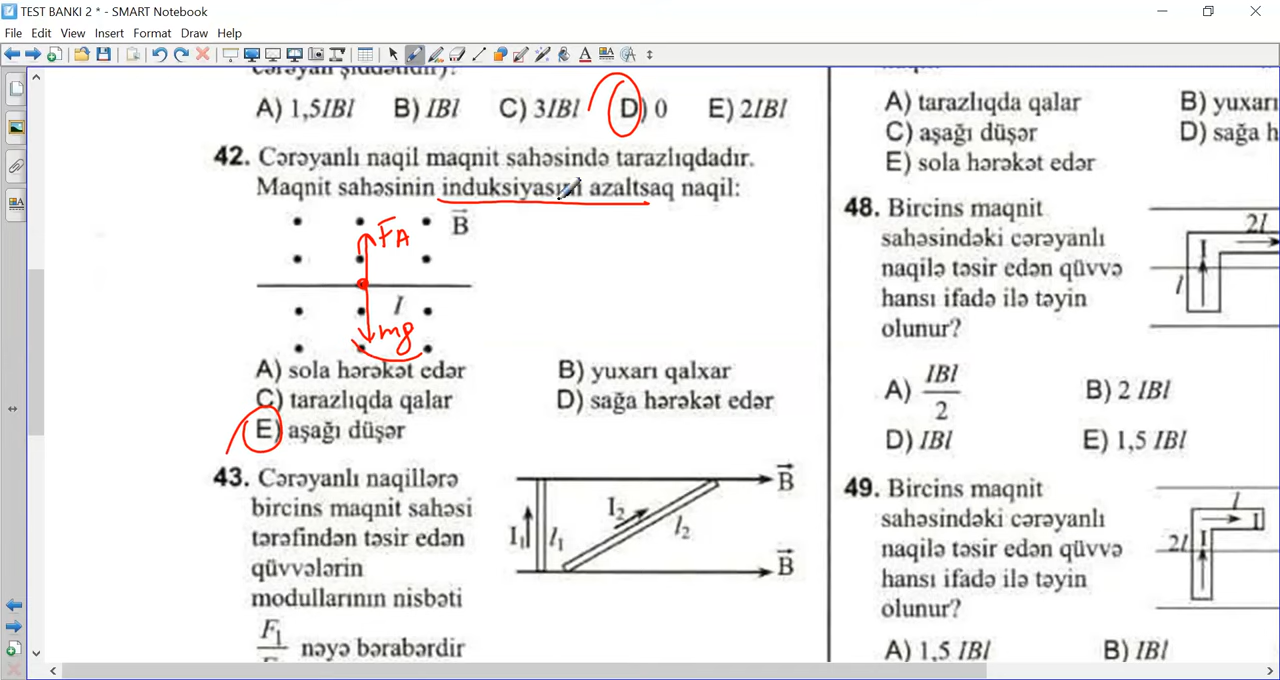 TEST BANKI 2 * - SMART Notebook
File Edit View Insert Format Draw Help
cərəyan şiddətidir)?
A) 1,5IBl B) IBl C) 3IBl D) 0 E) 2IBl
42. Cərəyanlı naqil maqnit sahəsində tarazlıqdadır.
Maqnit sahəsinin induksiyasını azaltsaq naqil:
B
FA
I
mg
A) sola hərəkət edər B) yuxarı qalxar
C) tarazlıqda qalar D) sağa hərəkət edər
E) aşağı düşər
43. Cərəyanlı naqillərə
bircins maqnit sahəsi
tərəfindən təsir edən
qüvvələrin
modullarının nisbəti
F₁
nəyə bərabərdir
B
I₁ l₁ I₂ l₂
B
A) tarazlıqda qalar B) yuxarı
C) aşağı düşər D) sağa h
E) sola hərəkət edər
48. Bircins maqnit
sahəsindəki cərəyanlı
naqilə təsir edən qüvvə
hansı ifadə ilə təyin
olunur?
2l
I
l
A) IBl/2 B) 2 IBl
D) IBl E) 1,5 IBl
49. Bircins maqnit
sahəsindəki cərəyanlı
naqilə təsir edən qüvvə
hansı ifadə ilə təyin
olunur?
l
I
2l I
A) 1,5 IBl B) IBl